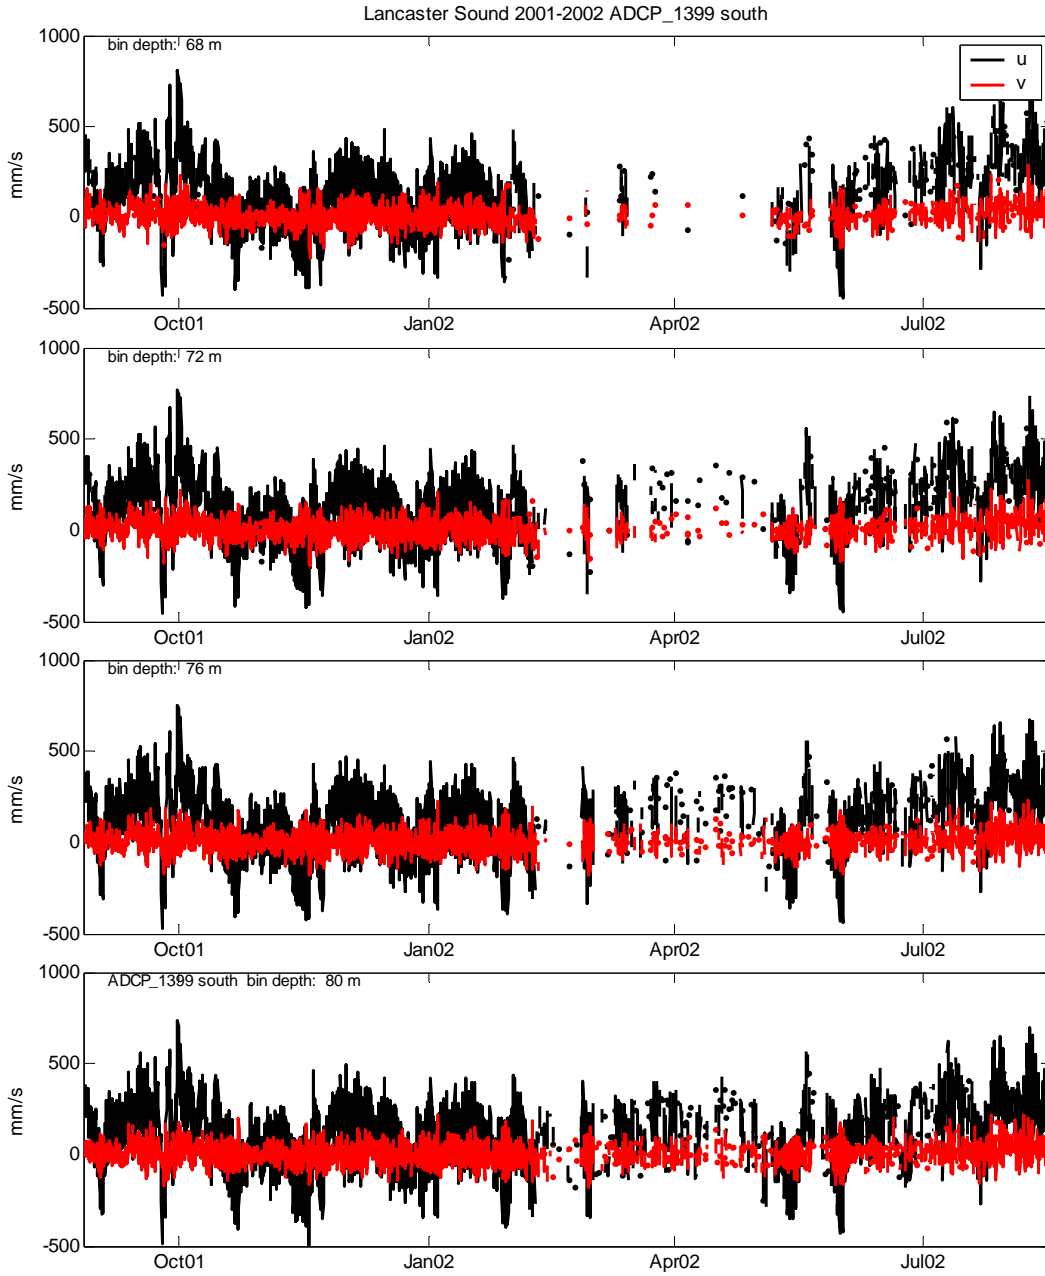 Lancaster Sound 2001-2002 ADCP_1399 south
1000
bin depth: 68 m
u
v
500
mm/s
0
-500
Oct01 Jan02 Apr02 Jul02
1000
bin depth: 72 m
500
mm/s
0
-500
Oct01 Jan02 Apr02 Jul02
1000
bin depth: 76 m
500
mm/s
0
-500
Oct01 Jan02 Apr02 Jul02
1000
ADCP_1399 south bin depth: 80 m
500
mm/s
0
-500
Oct01 Jan02 Apr02 Jul02